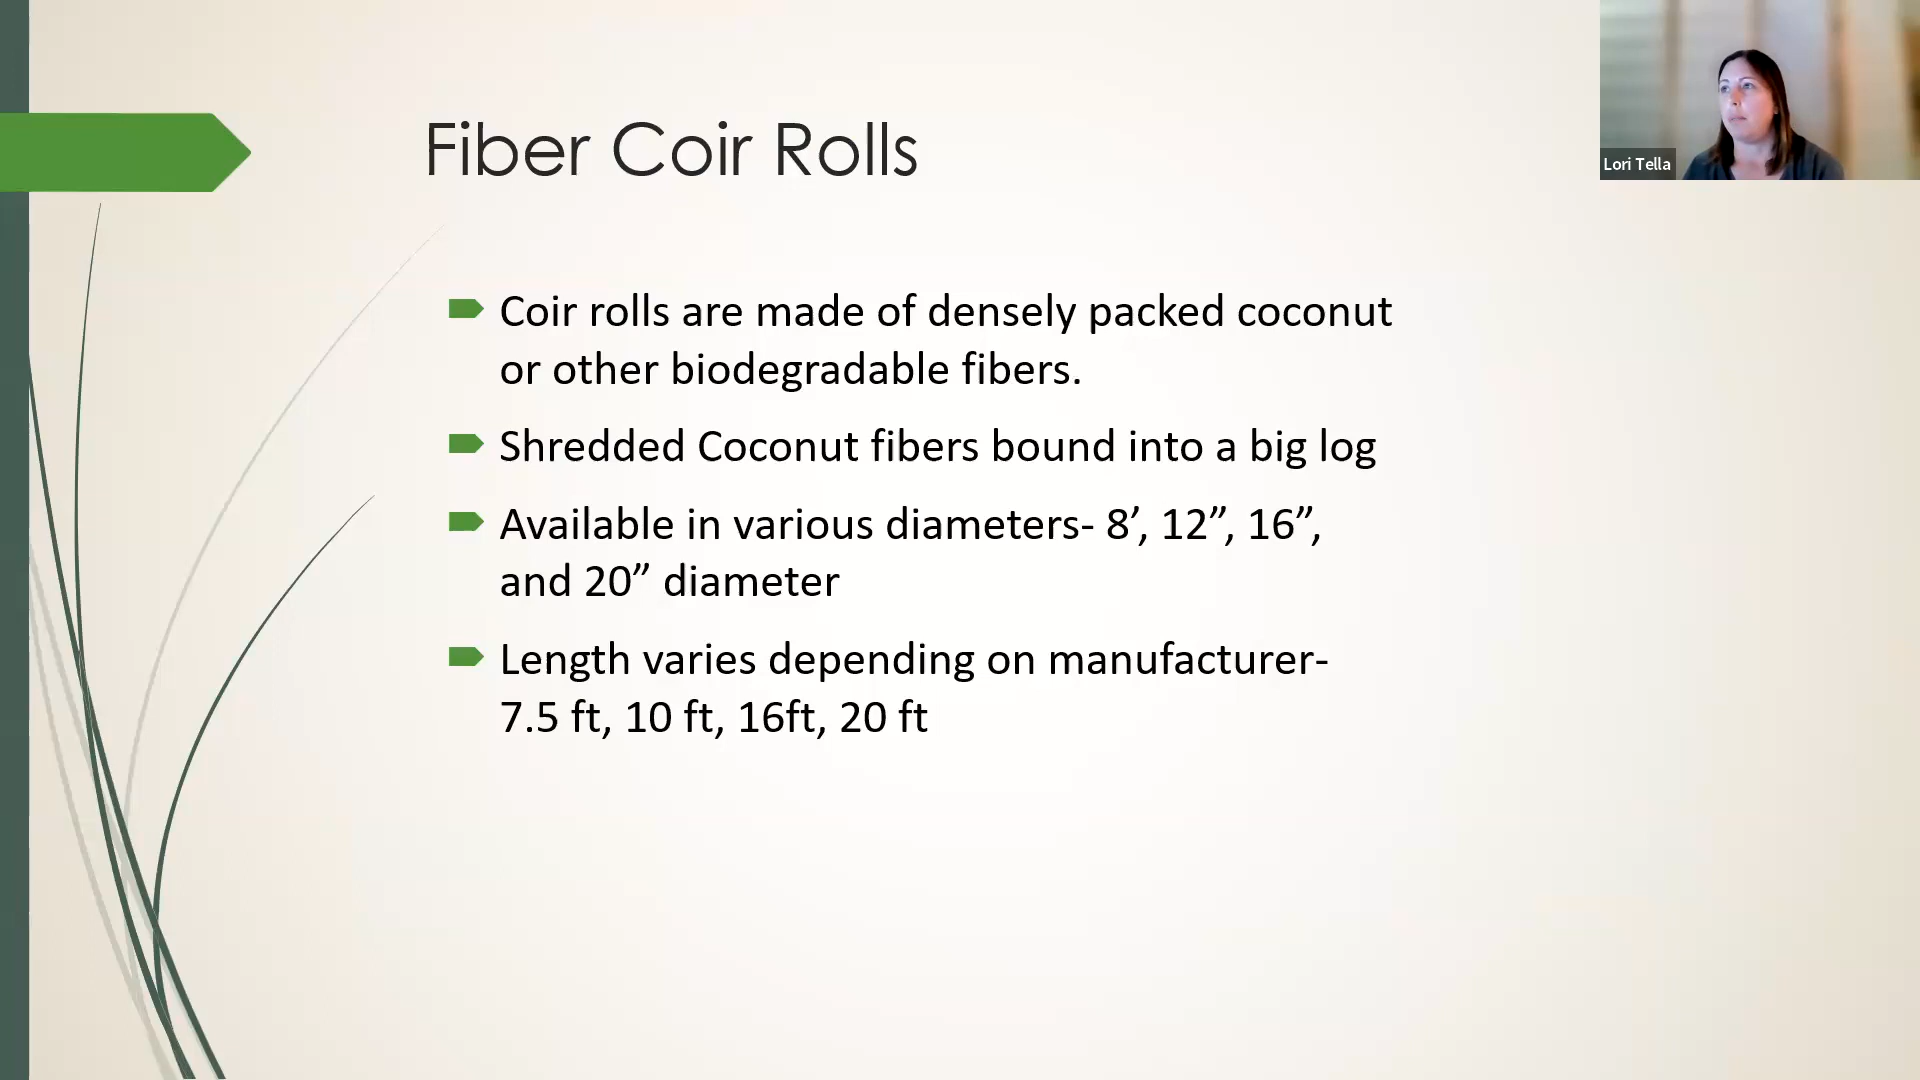 Fiber Coir Rolls
Lori Tella
Coir rolls are made of densely packed coconut
or other biodegradable fibers.
Shredded Coconut fibers bound into a big log
Available in various diameters- 8’, 12”, 16”,
and 20” diameter
Length varies depending on manufacturer-
7.5 ft, 10 ft, 16ft, 20 ft